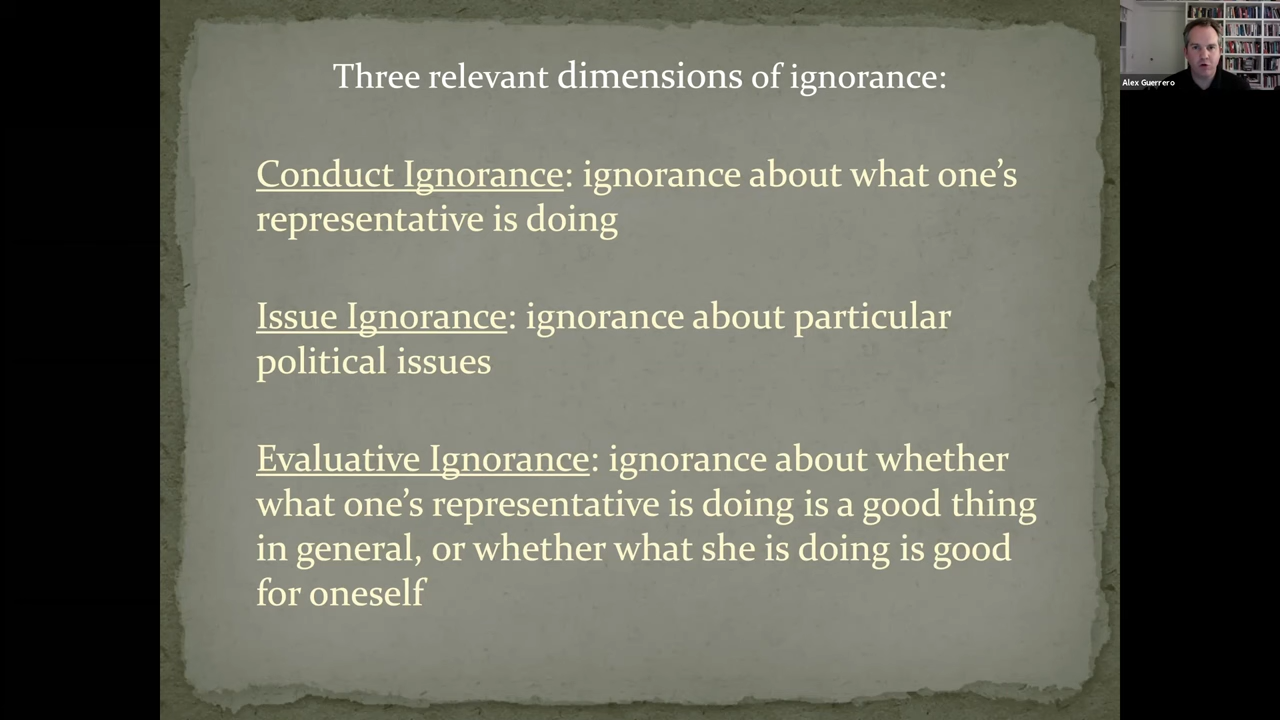 Three relevant dimensions of ignorance:
Alex Guerrero
Conduct Ignorance: ignorance about what one’s
representative is doing
Issue Ignorance: ignorance about particular
political issues
Evaluative Ignorance: ignorance about whether
what one’s representative is doing is a good thing
in general, or whether what she is doing is good
for oneself